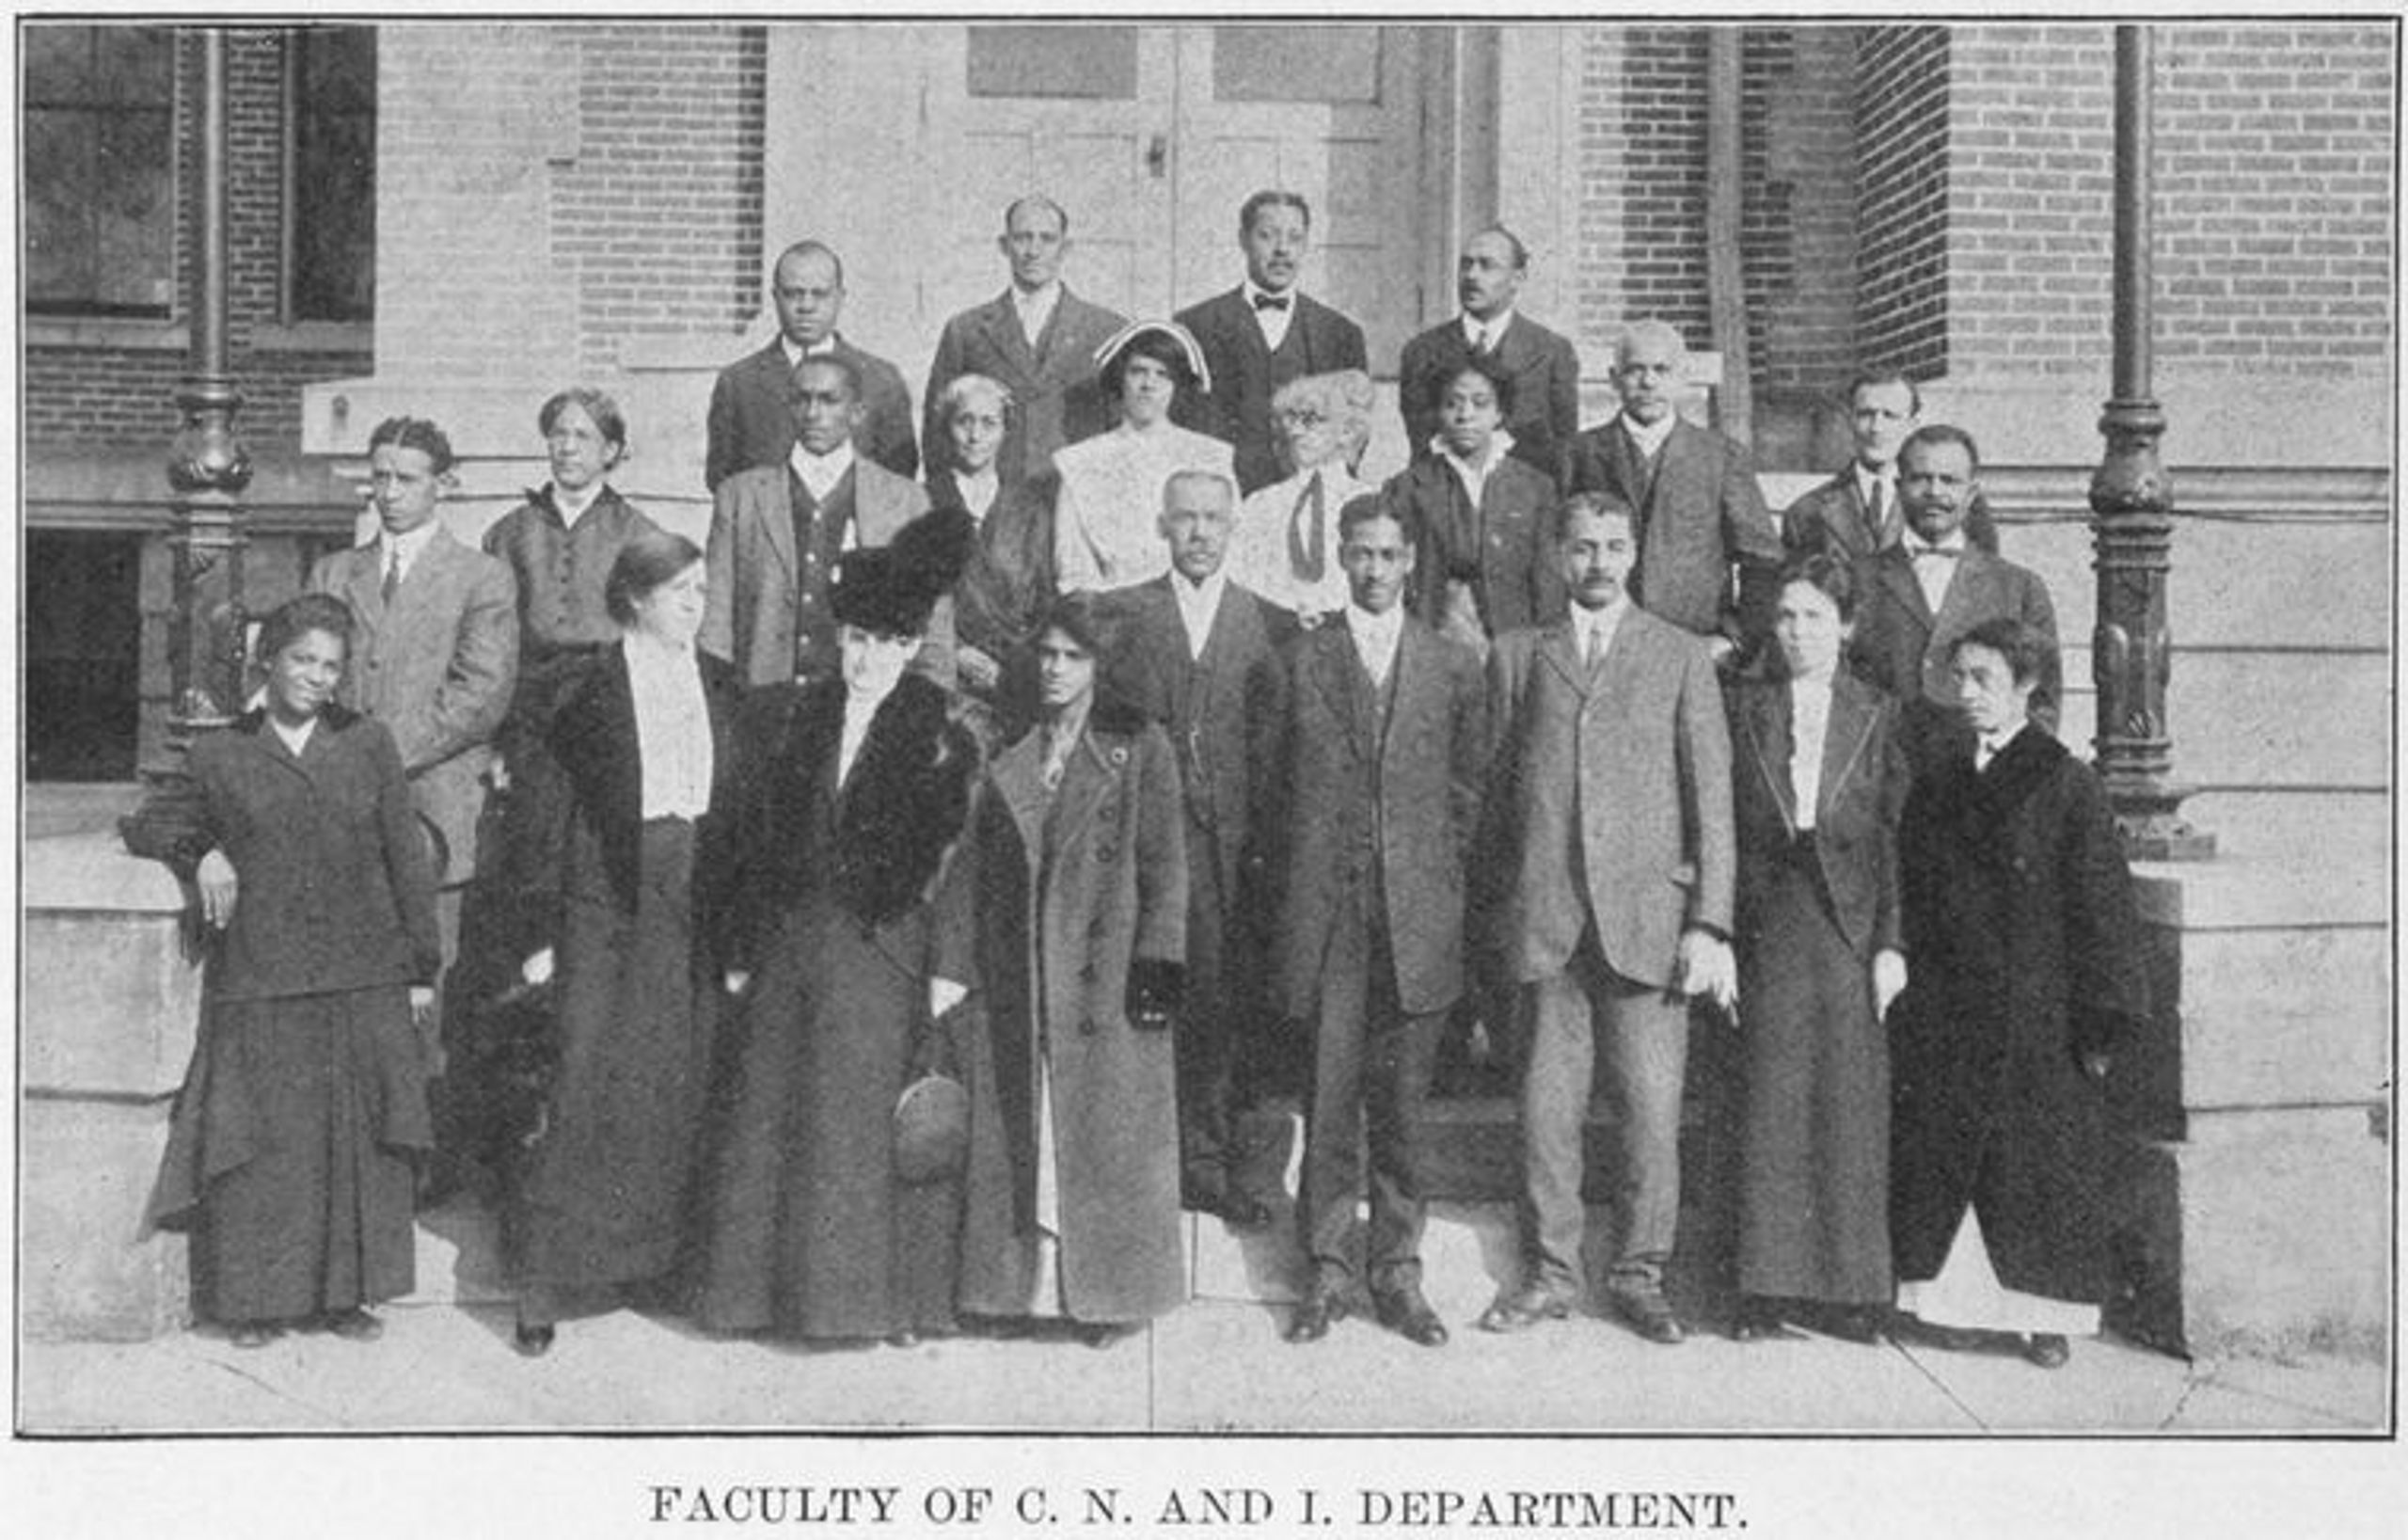 FACULTY OF C. N. AND I. DEPARTMENT.